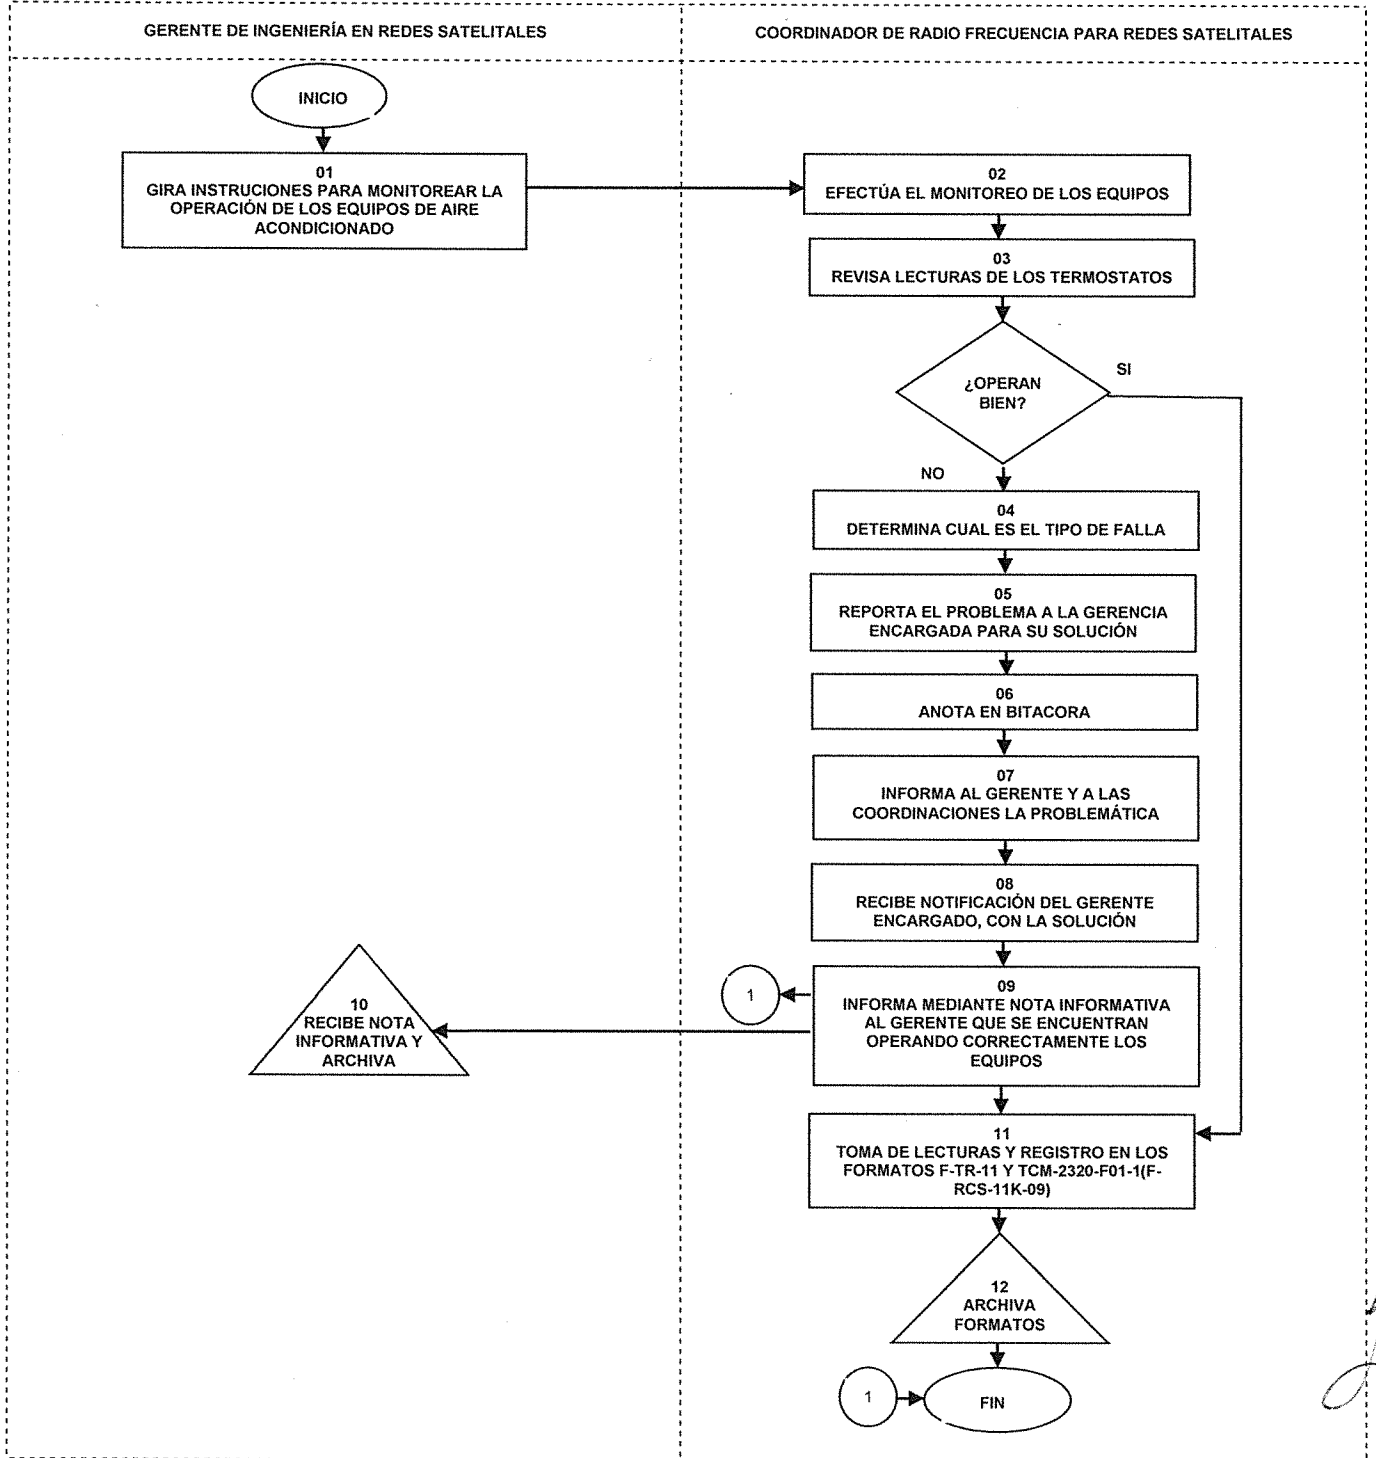 GERENTE DE INGENIERÍA EN REDES SATELITALES
COORDINADOR DE RADIO FRECUENCIA PARA REDES SATELITALES
INICIO
01
GIRA INSTRUCIONES PARA MONITOREAR LA
OPERACIÓN DE LOS EQUIPOS DE AIRE
ACONDICIONADO
02
EFECTÚA EL MONITOREO DE LOS EQUIPOS
03
REVISA LECTURAS DE LOS TERMOSTATOS
¿OPERAN
BIEN?
SI
NO
04
DETERMINA CUAL ES EL TIPO DE FALLA
05
REPORTA EL PROBLEMA A LA GERENCIA
ENCARGADA PARA SU SOLUCIÓN
06
ANOTA EN BITACORA
07
INFORMA AL GERENTE Y A LAS
COORDINACIONES LA PROBLEMÁTICA
08
RECIBE NOTIFICACIÓN DEL GERENTE
ENCARGADO, CON LA SOLUCIÓN
09
INFORMA MEDIANTE NOTA INFORMATIVA
AL GERENTE QUE SE ENCUENTRAN
OPERANDO CORRECTAMENTE LOS
EQUIPOS
1
10
RECIBE NOTA
INFORMATIVA Y
ARCHIVA
11
TOMA DE LECTURAS Y REGISTRO EN LOS
FORMATOS F-TR-11 Y TCM-2320-F01-1(F-
RCS-11K-09)
12
ARCHIVA
FORMATOS
1
FIN